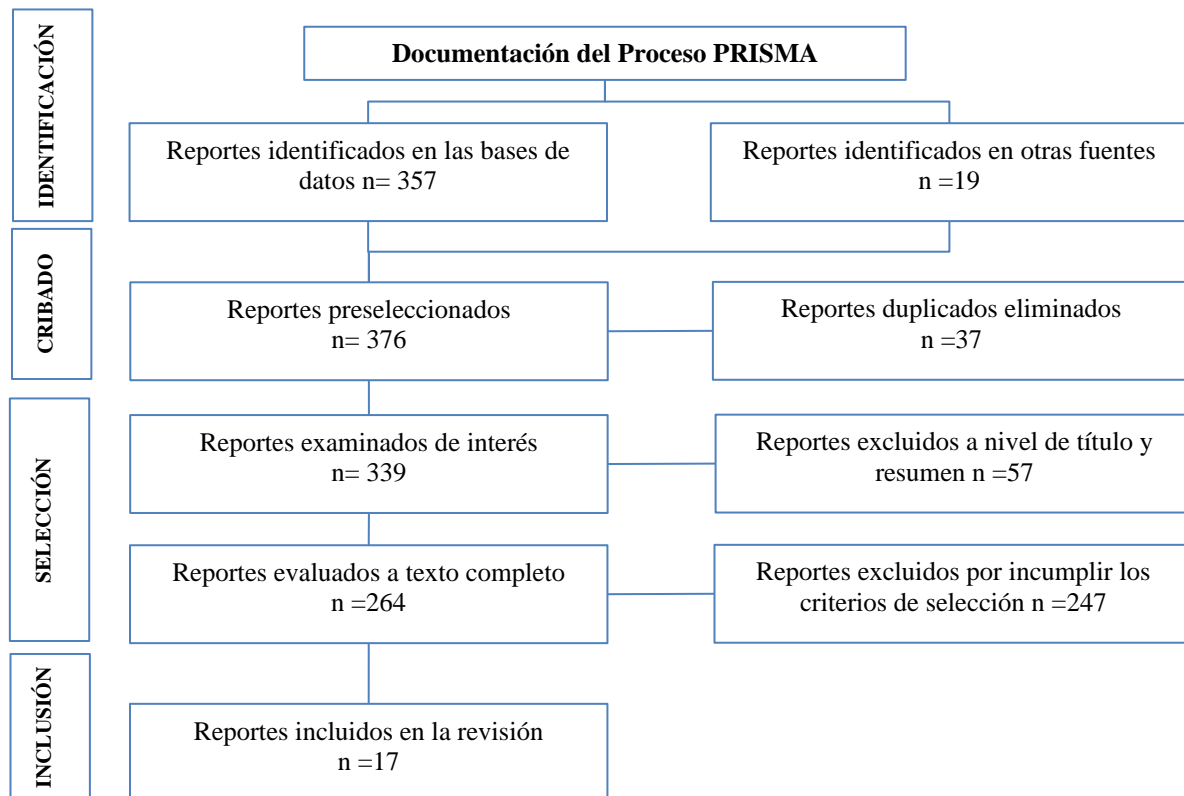 IDENTIFICACIÓN
Documentación del Proceso PRISMA
Reportes identificados en las bases de
datos n= 357
Reportes identificados en otras fuentes
n =19
CRIBADO
Reportes preseleccionados
n= 376
Reportes duplicados eliminados
n =37
SELECCIÓN
Reportes examinados de interés
n= 339
Reportes excluidos a nivel de título y
resumen n =57
Reportes evaluados a texto completo
n =264
Reportes excluidos por incumplir los
criterios de selección n =247
INCLUSIÓN
Reportes incluidos en la revisión
n =17